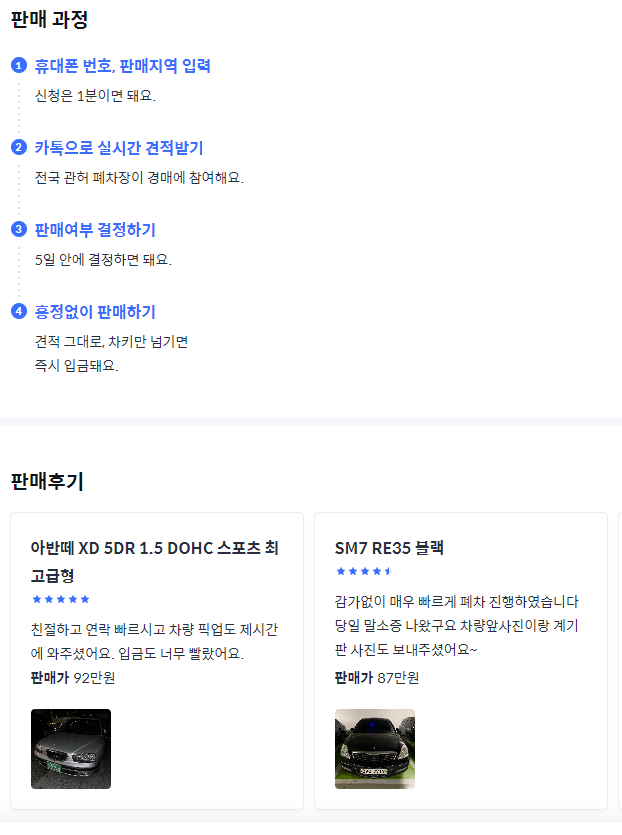 판매 과정
1 휴대폰 번호, 판매지역 입력
신청은 1분이면 돼요.
2 카톡으로 실시간 견적받기
전국 관허 폐차장이 경매에 참여해요.
3 판매여부 결정하기
5일 안에 결정하면 돼요.
4 흥정없이 판매하기
견적 그대로, 차키만 넘기면
즉시 입금돼요.
판매후기
아반떼 XD 5DR 1.5 DOHC 스포츠 최
고급형
친절하고 연락 빠르시고 차량 픽업도 제시간
에 와주셨어요. 입금도 너무 빨랐어요.
판매가 92만원
SM7 RE35 블랙
감가없이 매우 빠르게 폐차 진행하였습니다
당일 말소증 나왔구요 차량앞사진이랑 계기
판 사진도 보내주셨어요~
판매가 87만원